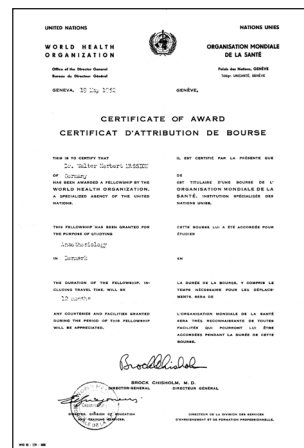 UNITED NATIONS
NATIONS UNIES
WORLD HEALTH
ORGANIZATION
ORGANISATION MONDIALE
DE LA SANTÉ
Office of the Director-General
Bureau du Directeur Général
Palais des Nations, GENÈVE
Télégr. UNISANTÉ, GENÈVE
GENEVA, 19 May 1952
GENÈVE,
CERTIFICATE OF AWARD
CERTIFICAT D'ATTRIBUTION DE BOURSE
THIS IS TO CERTIFY THAT
Dr. Walter Herbert
OF Germany
HAS BEEN AWARDED A FELLOWSHIP BY THE
WORLD HEALTH ORGANIZATION,
A SPECIALIZED AGENCY OF THE UNITED
NATIONS.
IL EST CERTIFIÉ PAR LA PRÉSENTE QUE
DE
EST TITULAIRE D'UNE BOURSE DE L'
ORGANISATION MONDIALE DE LA
SANTÉ, INSTITUTION SPÉCIALISÉE DES
NATIONS UNIES.
THIS FELLOWSHIP HAS BEEN GRANTED FOR
THE PURPOSE OF STUDYING
Anaesthesiology
IN Denmark
CETTE BOURSE LUI A ÉTÉ ACCORDÉE POUR
ÉTUDIER
EN
THE DURATION OF THE FELLOWSHIP, IN-
CLUDING TRAVEL TIME, WILL BE
12 months
LA DURÉE DE LA BOURSE, Y COMPRIS LE
TEMPS NÉCESSAIRE POUR LES DÉPLACE-
MENTS, SERA DE
ANY COURTESIES AND FACILITIES GRANTED
DURING THE PERIOD OF THIS FELLOWSHIP
WILL BE APPRECIATED.
L'ORGANISATION MONDIALE DE LA SANTÉ
SERA TRÈS RECONNAISSANTE DE TOUTES
FACILITÉS QUI POURRONT LUI ÊTRE
ACCORDÉES PENDANT LA DURÉE DE CETTE
BOURSE.
Brock Chisholm
BROCK CHISHOLM, M. D.
DIRECTOR-GENERAL DIRECTEUR GÉNÉRAL
DIRECTOR, DIVISION OF EDUCATION
AND TRAINING SERVICES.
DIRECTEUR DE LA DIVISION DES SERVICES
D'ENSEIGNEMENT ET DE FORMATION PROFESSIONNELLE.